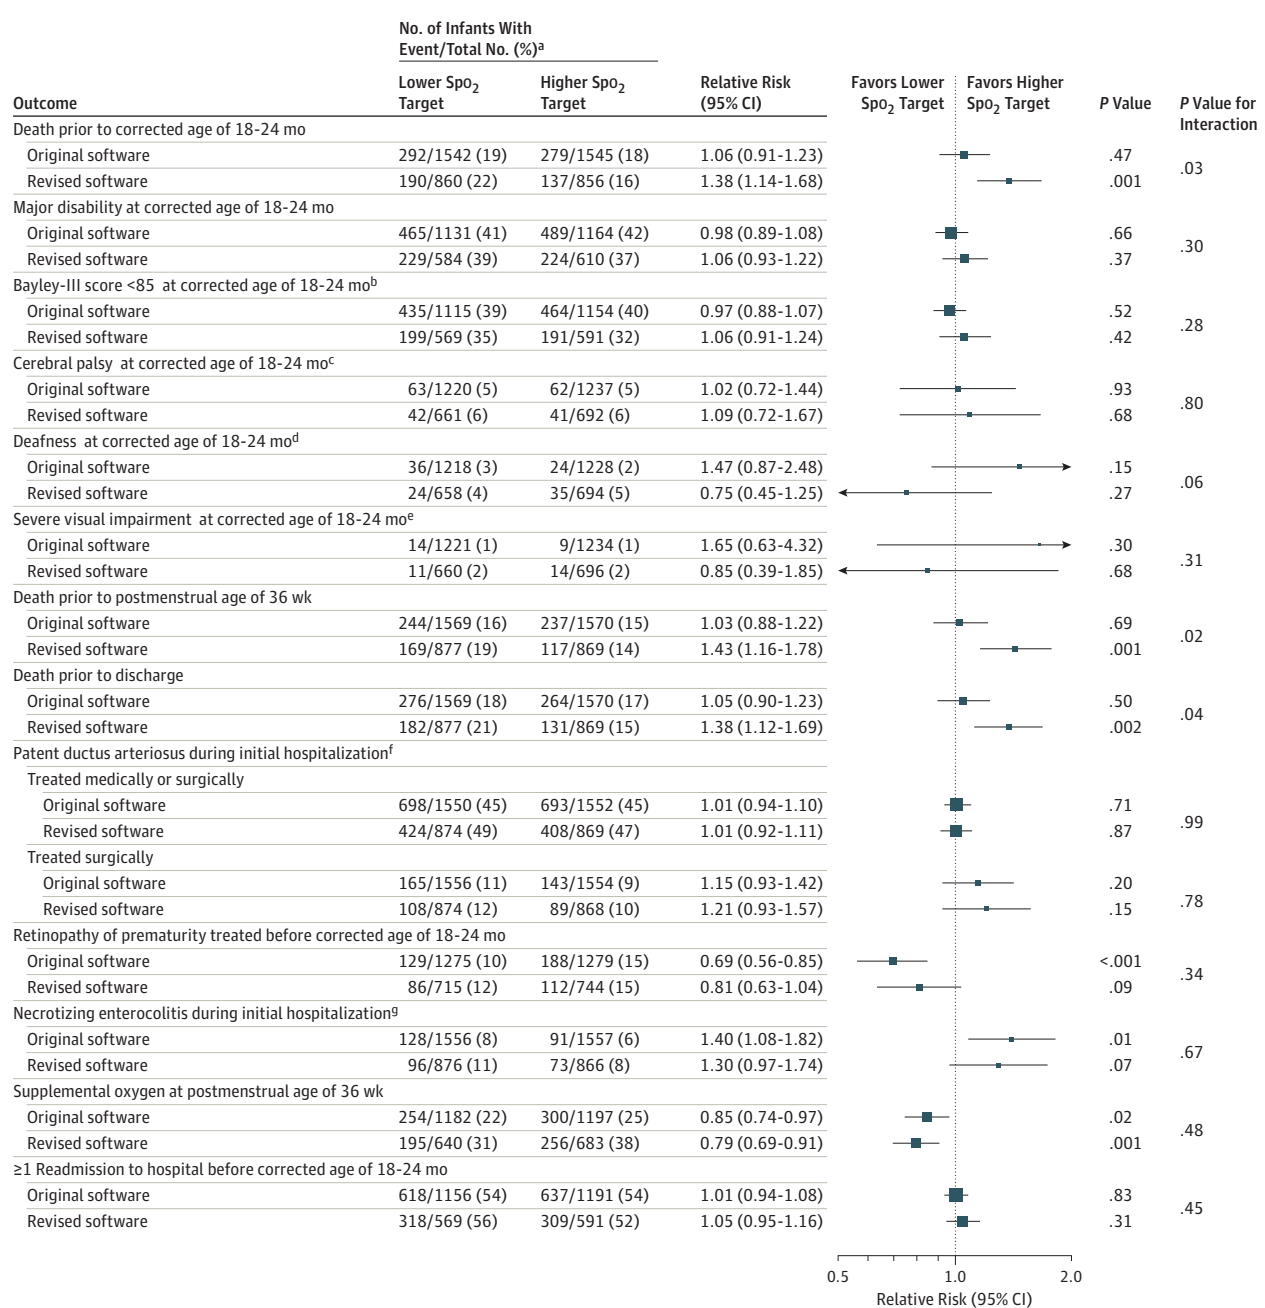 No. of Infants With
Event/Total No. (%)a
Outcome Lower SpO2 Target Higher SpO2 Target Relative Risk (95% CI) Favors Lower SpO2 Target Favors Higher SpO2 Target P Value P Value for Interaction
Death prior to corrected age of 18-24 mo
Original software 292/1542 (19) 279/1545 (18) 1.06 (0.91-1.23) .47
.03
Revised software 190/860 (22) 137/856 (16) 1.38 (1.14-1.68) .001
Major disability at corrected age of 18-24 mo
Original software 465/1131 (41) 489/1164 (42) 0.98 (0.89-1.08) .66
.30
Revised software 229/584 (39) 224/610 (37) 1.06 (0.93-1.22) .37
Bayley-III score <85 at corrected age of 18-24 mob
Original software 435/1115 (39) 464/1154 (40) 0.97 (0.88-1.07) .52
.28
Revised software 199/569 (35) 191/591 (32) 1.06 (0.91-1.24) .42
Cerebral palsy at corrected age of 18-24 moc
Original software 63/1220 (5) 62/1237 (5) 1.02 (0.72-1.44) .93
.80
Revised software 42/661 (6) 41/692 (6) 1.09 (0.72-1.67) .68
Deafness at corrected age of 18-24 mod
Original software 36/1218 (3) 24/1228 (2) 1.47 (0.87-2.48) .15
.06
Revised software 24/658 (4) 35/694 (5) 0.75 (0.45-1.25) .27
Severe visual impairment at corrected age of 18-24 moe
Original software 14/1221 (1) 9/1234 (1) 1.65 (0.63-4.32) .30
.31
Revised software 11/660 (2) 14/696 (2) 0.85 (0.39-1.85) .68
Death prior to postmenstrual age of 36 wk
Original software 244/1569 (16) 237/1570 (15) 1.03 (0.88-1.22) .69
.02
Revised software 169/877 (19) 117/869 (14) 1.43 (1.16-1.78) .001
Death prior to discharge
Original software 276/1569 (18) 264/1570 (17) 1.05 (0.90-1.23) .50
.04
Revised software 182/877 (21) 131/869 (15) 1.38 (1.12-1.69) .002
Patent ductus arteriosus during initial hospitalizationf
Treated medically or surgically
Original software 698/1550 (45) 693/1552 (45) 1.01 (0.94-1.10) .71
.99
Revised software 424/874 (49) 408/869 (47) 1.01 (0.92-1.11) .87
Treated surgically
Original software 165/1556 (11) 143/1554 (9) 1.15 (0.93-1.42) .20
.78
Revised software 108/874 (12) 89/868 (10) 1.21 (0.93-1.57) .15
Retinopathy of prematurity treated before corrected age of 18-24 mo
Original software 129/1275 (10) 188/1279 (15) 0.69 (0.56-0.85) <.001
.34
Revised software 86/715 (12) 112/744 (15) 0.81 (0.63-1.04) .09
Necrotizing enterocolitis during initial hospitalizationg
Original software 128/1556 (8) 91/1557 (6) 1.40 (1.08-1.82) .01
.67
Revised software 96/876 (11) 73/866 (8) 1.30 (0.97-1.74) .07
Supplemental oxygen at postmenstrual age of 36 wk
Original software 254/1182 (22) 300/1197 (25) 0.85 (0.74-0.97) .02
.48
Revised software 195/640 (31) 256/683 (38) 0.79 (0.69-0.91) .001
≥1 Readmission to hospital before corrected age of 18-24 mo
Original software 618/1156 (54) 637/1191 (54) 1.01 (0.94-1.08) .83
.45
Revised software 318/569 (56) 309/591 (52) 1.05 (0.95-1.16) .31
0.5 1.0 2.0
Relative Risk (95% CI)